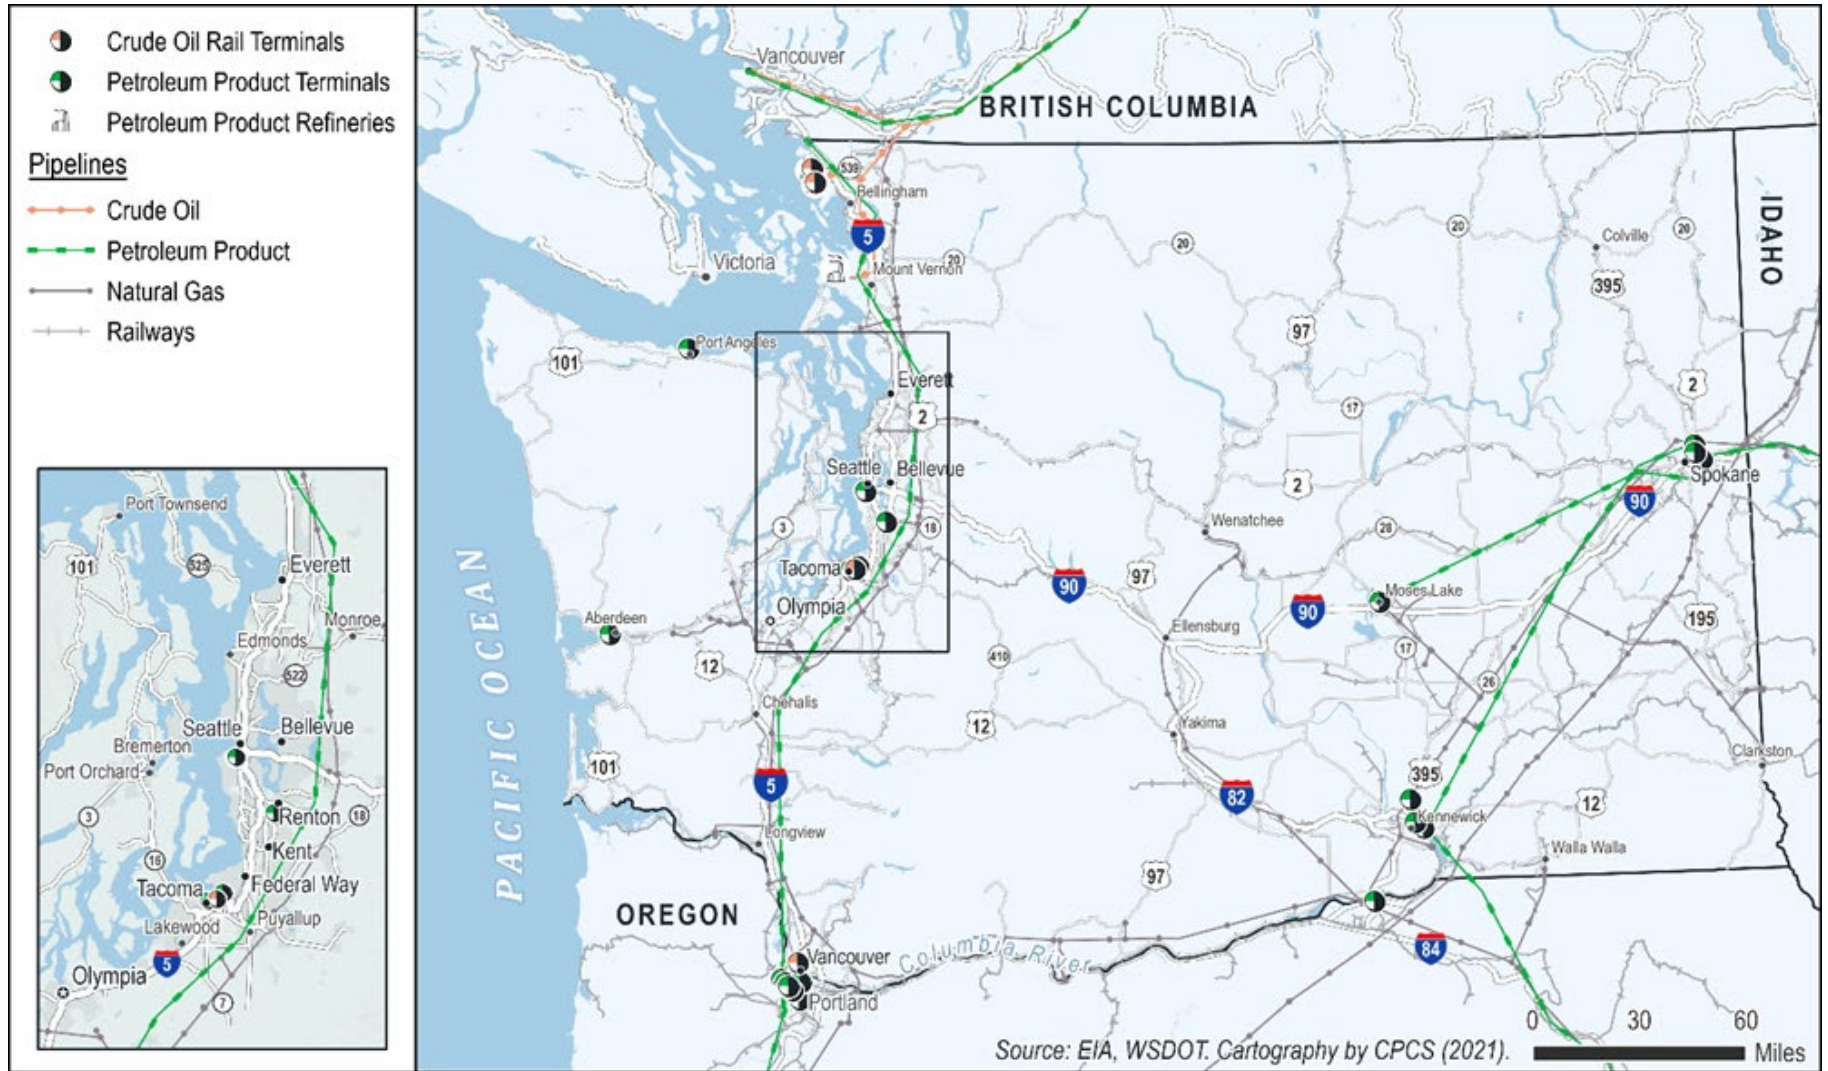 Crude Oil Rail Terminals
Petroleum Product Terminals
Petroleum Product Refineries
Pipelines
Crude Oil
Petroleum Product
Natural Gas
Railways
Port Townsend
101
525
Everett
Monroe
Edmonds
522
Seattle
Bellevue
Bremerton
Port Orchard
3
Renton
18
Kent
16
Tacoma
Federal Way
Lakewood
Puyallup
5
Olympia
7
Vancouver
BRITISH COLUMBIA
539
Bellingham
IDAHO
5
20
20
20
20
Colville
Victoria
Mount Vernon
395
97
Port Angeles
101
Everett
2
2
17
Seattle
Bellevue
Spokane
2
90
Wenatchee
3
18
28
Tacoma
90
97
Moses Lake
90
Olympia
Aberdeen
Ellensburg
195
17
12
410
26
PACIFIC OCEAN
Chehalis
12
Yakima
Clarkston
101
5
395
82
12
Kennewick
Longview
Walla Walla
97
OREGON
Vancouver
Columbia River
84
Portland
0 30 60
Miles
Source: EIA, WSDOT. Cartography by CPCS (2021).